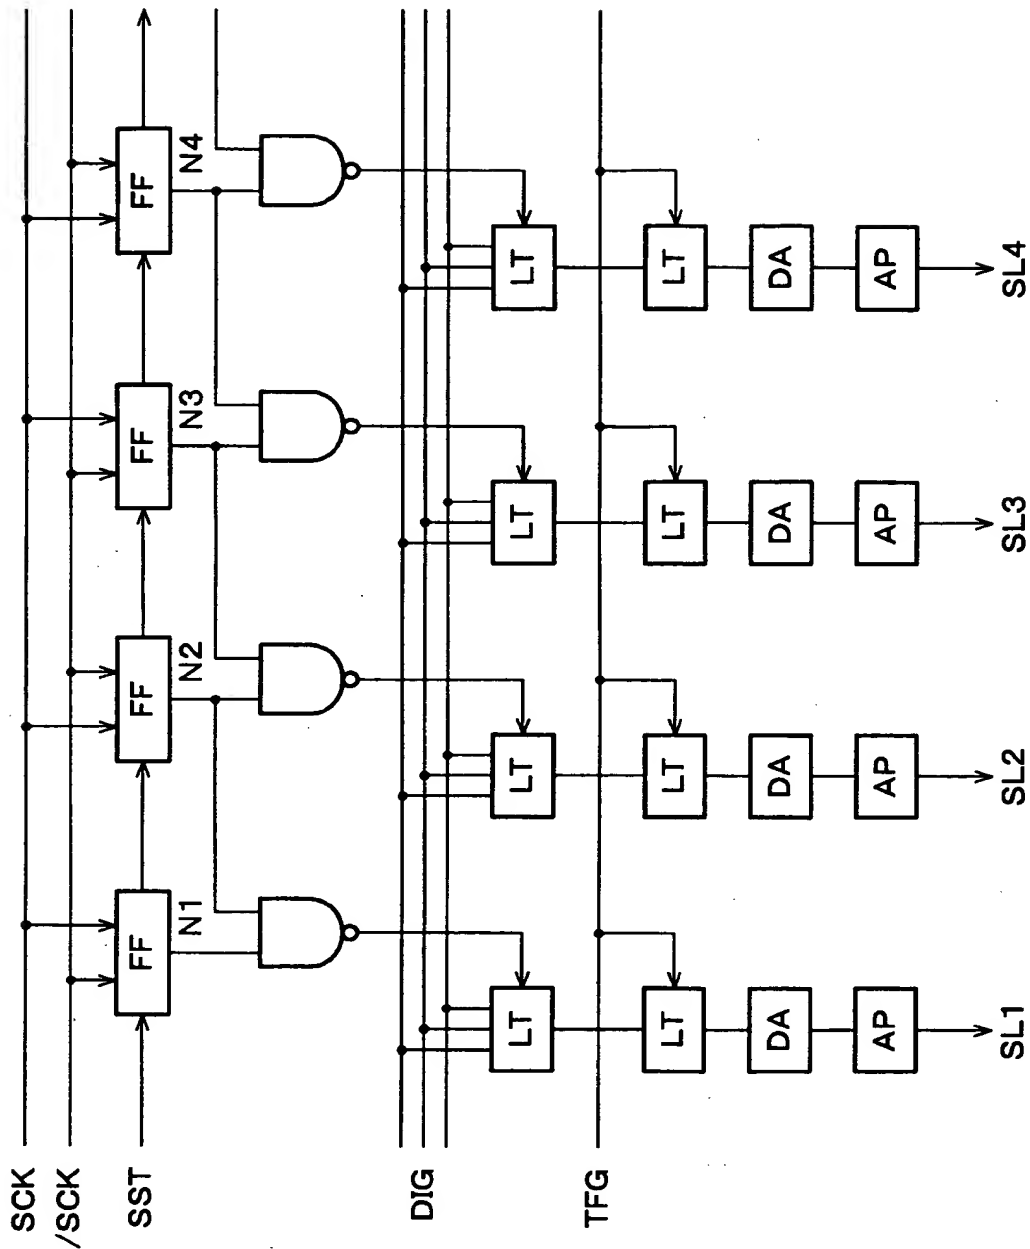 SCK
/SCK
SST
FF
FF
FF
FF
N1
N2
N3
N4
DIG
LT
LT
LT
LT
TFG
LT
LT
LT
LT
DA
DA
DA
DA
AP
AP
AP
AP
SL1
SL2
SL3
SL4